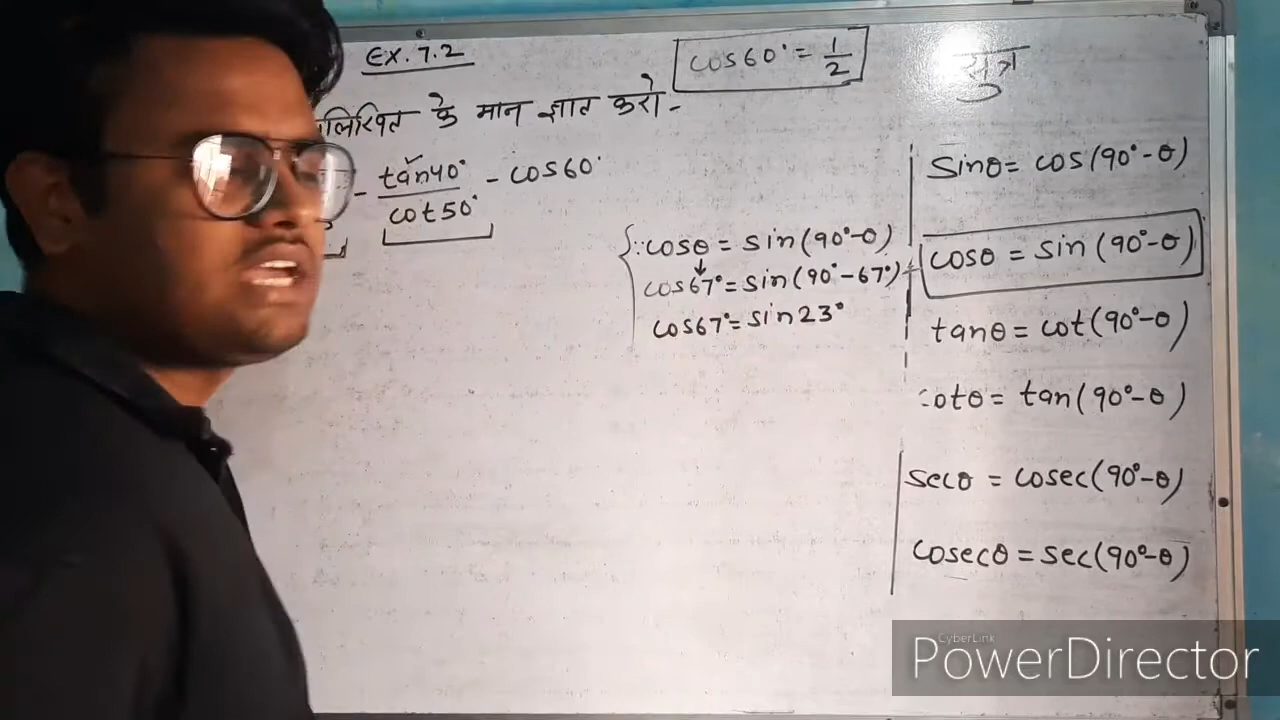 EX. 7.2
cos60° = 1/2
सूत्र
के मान ज्ञात करो-
- tan40°/cot50° - cos60°
sinθ = cos(90°-θ)
{∵cosθ = sin(90°-θ)
cos67° = sin(90°-67°)
cos67° = sin23°
cosθ = sin(90°-θ)
tanθ = cot(90°-θ)
cotθ = tan(90°-θ)
secθ = cosec(90°-θ)
cosecθ = sec(90°-θ)
CyberLink
PowerDirector